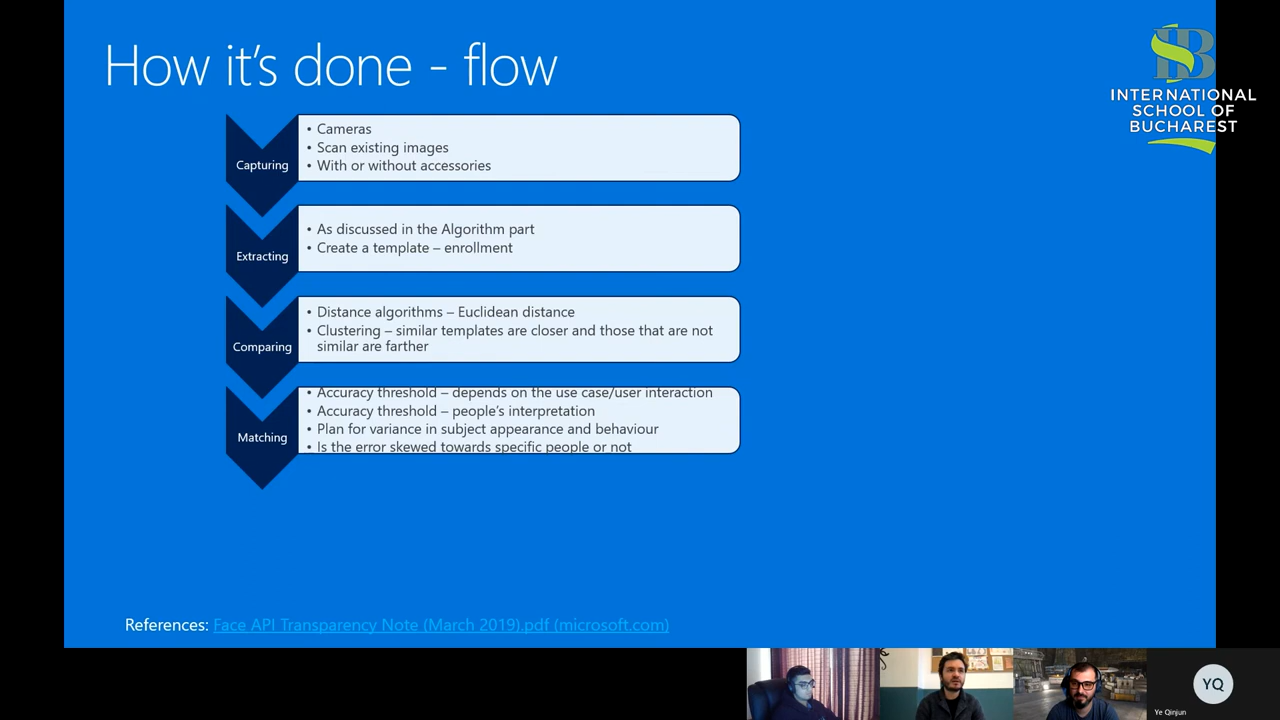 How it's done - flow
ISB
INTERNATIONAL
SCHOOL OF
BUCHAREST
Capturing
• Cameras
• Scan existing images
• With or without accessories
Extracting
• As discussed in the Algorithm part
• Create a template – enrollment
Comparing
• Distance algorithms – Euclidean distance
• Clustering – similar templates are closer and those that are not
similar are farther
Matching
• Accuracy threshold – depends on the use case/user interaction
• Accuracy threshold – people's interpretation
• Plan for variance in subject appearance and behaviour
• Is the error skewed towards specific people or not
References: Face API Transparency Note (March 2019).pdf (microsoft.com)
YQ
Ye Qinjun